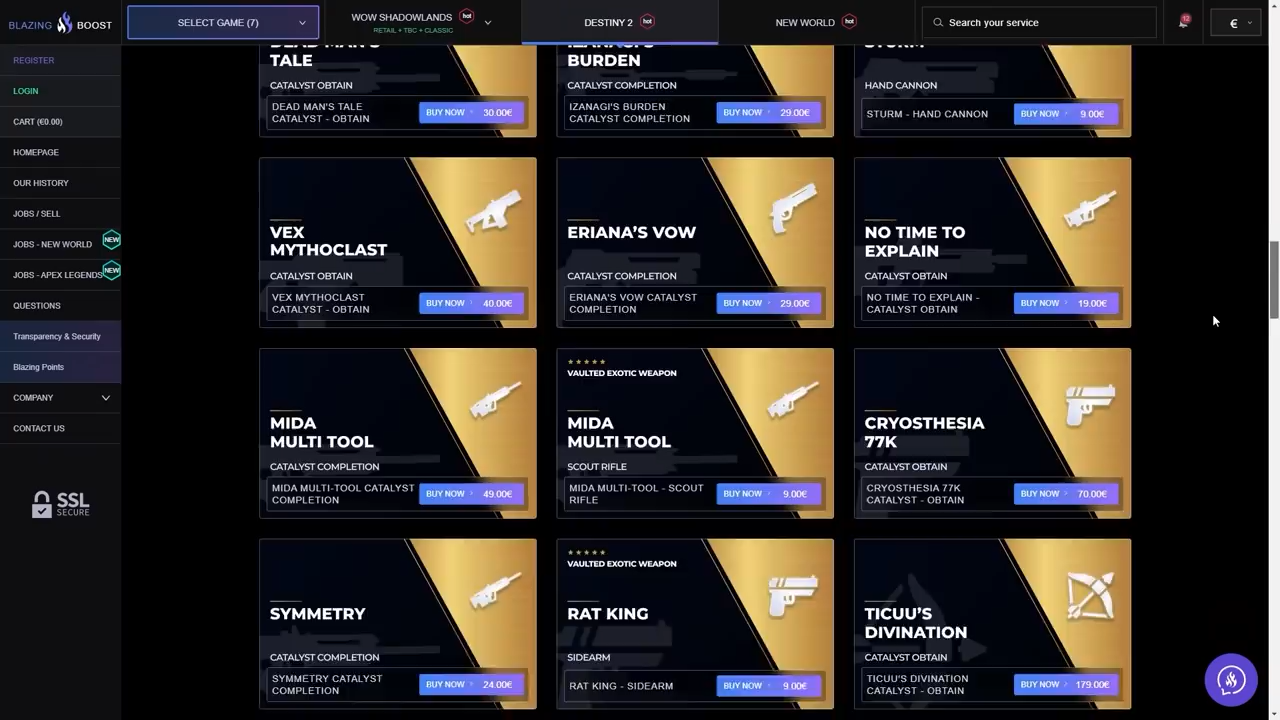 BLAZING BOOST
SELECT GAME (7)
WOW SHADOWLANDS hot
RETAIL + TBC + CLASSIC
DESTINY 2 hot
NEW WORLD hot
Search your service
12
€
REGISTER
LOGIN
CART (0) (0)
HOMEPAGE
OUR HISTORY
JOBS / SELL
JOBS - NEW WORLD NEW
JOBS - APEX LEGENDS NEW
QUESTIONS
Transparency & Security
Blazing Points
COMPANY
CONTACT US
SSL
SECURE
DEAD MAN'S
TALE
CATALYST OBTAIN
DEAD MAN'S TALE
CATALYST - OBTAIN
BUY NOW 30.00€
IZANAGI'S
BURDEN
CATALYST COMPLETION
IZANAGI'S BURDEN
CATALYST COMPLETION
BUY NOW 29.00€
STURM
HAND CANNON
STURM - HAND CANNON
BUY NOW 9.00€
VEX
MYTHOCLAST
CATALYST OBTAIN
VEX MYTHOCLAST
CATALYST - OBTAIN
BUY NOW 40.00€
ERIANA'S VOW
CATALYST COMPLETION
ERIANA'S VOW CATALYST
COMPLETION
BUY NOW 29.00€
NO TIME TO
EXPLAIN
CATALYST OBTAIN
NO TIME TO EXPLAIN -
CATALYST OBTAIN
BUY NOW 19.00€
MIDA
MULTI TOOL
CATALYST COMPLETION
MIDA MULTI-TOOL CATALYST
COMPLETION
BUY NOW 49.00€
VAULTED EXOTIC WEAPON
MIDA
MULTI TOOL
SCOUT RIFLE
MIDA MULTI-TOOL - SCOUT
RIFLE
BUY NOW 9.00€
CRYOSTHESIA
77K
CATALYST OBTAIN
CRYOSTHESIA 77K
CATALYST - OBTAIN
BUY NOW 70.00€
SYMMETRY
CATALYST COMPLETION
SYMMETRY CATALYST
COMPLETION
BUY NOW 24.00€
VAULTED EXOTIC WEAPON
RAT KING
SIDEARM
RAT KING - SIDEARM
BUY NOW 9.00€
TICUU'S
DIVINATION
CATALYST OBTAIN
TICUU'S DIVINATION
CATALYST - OBTAIN
BUY NOW 179.00€